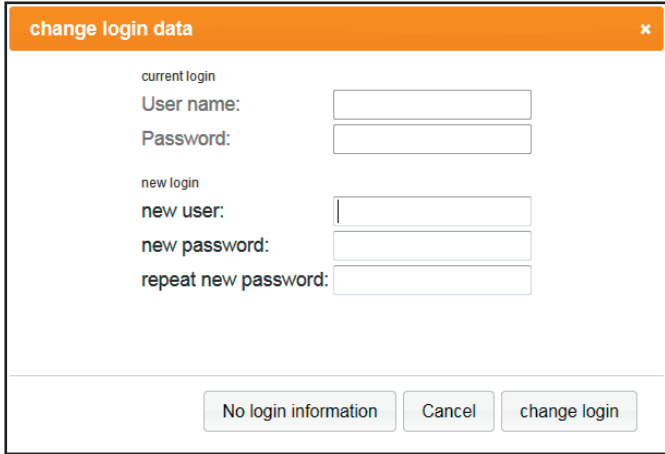 change login data ×
current login
User name:
Password:
new login
new user:
new password:
repeat new password:
No login information Cancel change login